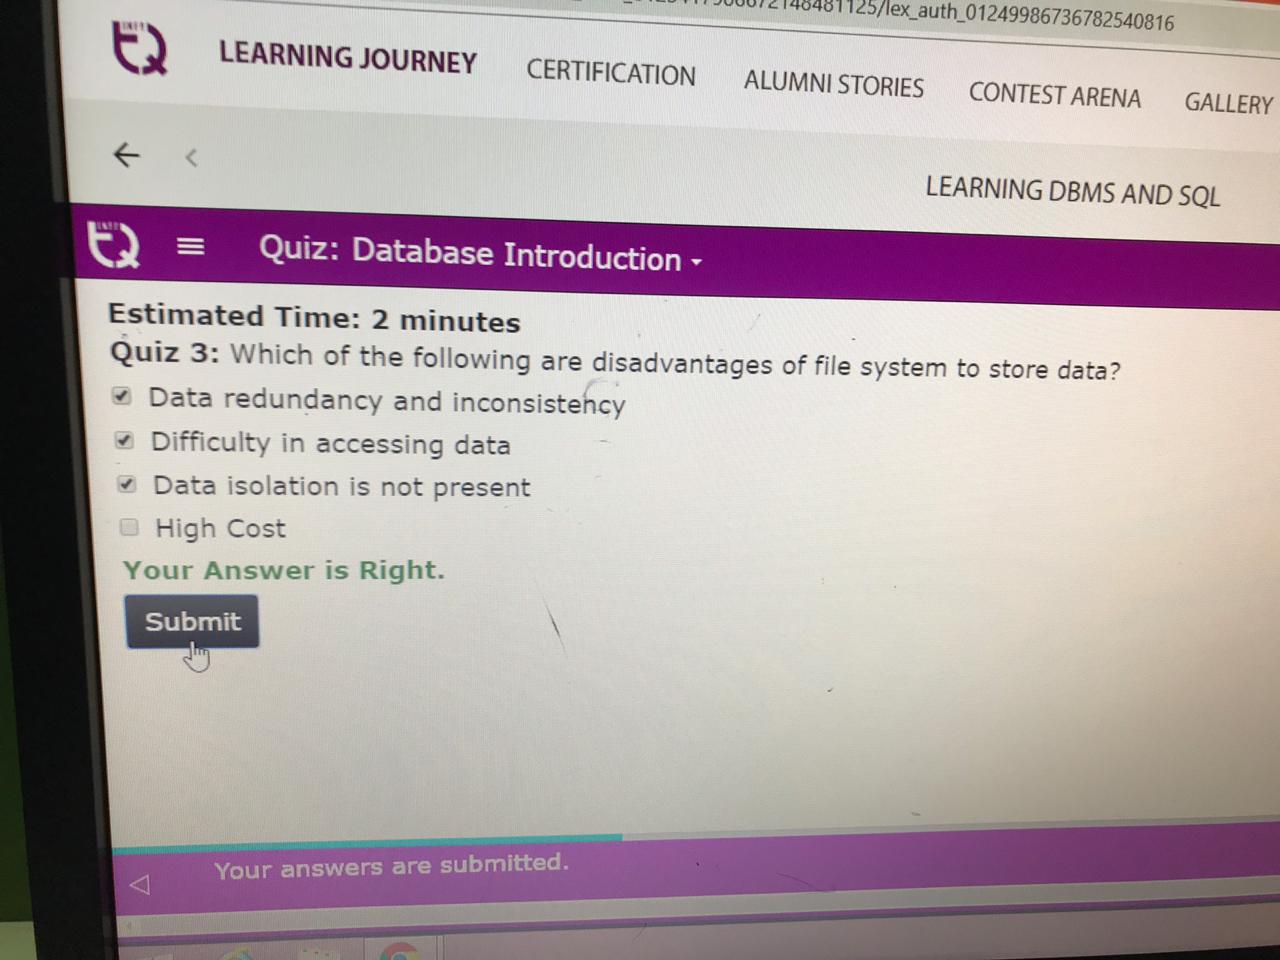 /lex_auth_01249986736782540816
LEARNING JOURNEY CERTIFICATION ALUMNI STORIES CONTEST ARENA GALLERY
LEARNING DBMS AND SQL
Quiz: Database Introduction
Estimated Time: 2 minutes
Quiz 3: Which of the following are disadvantages of file system to store data?
Data redundancy and inconsistency
Difficulty in accessing data
Data isolation is not present
High Cost
Your Answer is Right.
Submit
Your answers are submitted.